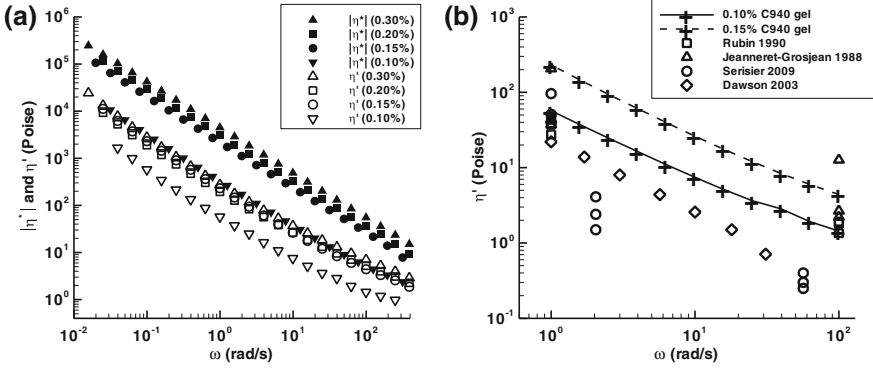 (a)
|η*| and η' (Poise)
10^6
10^5
10^4
10^3
10^2
10^1
10^0
10^-2
10^-1
10^0
10^1
10^2
ω (rad/s)
|η*| (0.30%)
|η*| (0.20%)
|η*| (0.15%)
|η*| (0.10%)
η' (0.30%)
η' (0.20%)
η' (0.15%)
η' (0.10%)
(b)
η' (Poise)
10^4
10^3
10^2
10^1
10^0
10^-1
10^0
10^1
10^2
ω (rad/s)
0.10% C940 gel
0.15% C940 gel
Rubin 1990
Jeanneret-Grosjean 1988
Serisier 2009
Dawson 2003